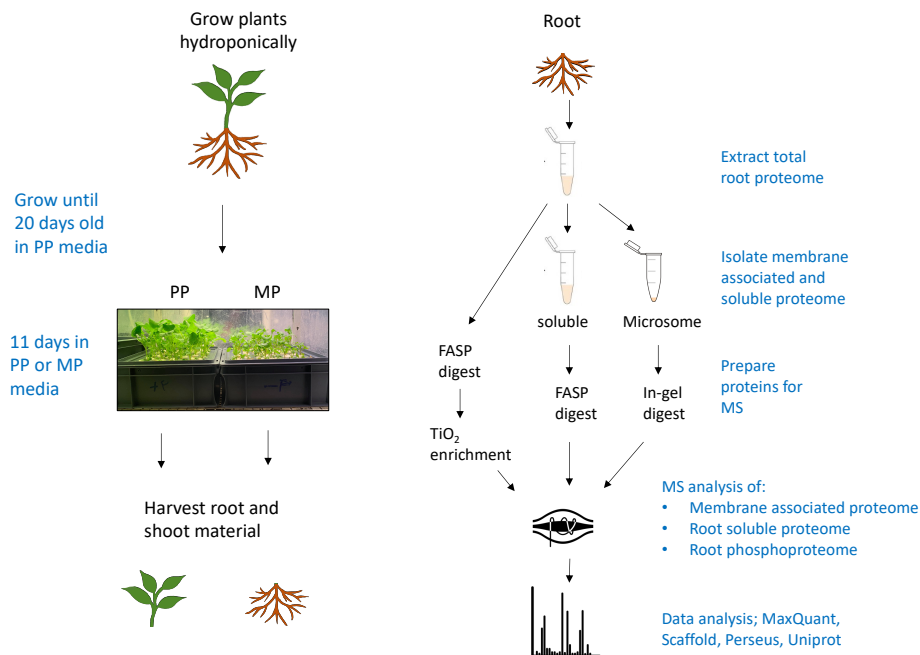 Grow plants
hydroponically
Grow until
20 days old
in PP media
PP
MP
11 days in
PP or MP
media
Harvest root and
shoot material
Root
Extract total
root proteome
Isolate membrane
associated and
soluble proteome
soluble
Microsome
FASP
digest
FASP
digest
In-gel
digest
Prepare
proteins for
MS
TiO₂
enrichment
MS analysis of:
• Membrane associated proteome
• Root soluble proteome
• Root phosphoproteome
Data analysis; MaxQuant,
Scaffold, Perseus, Uniprot